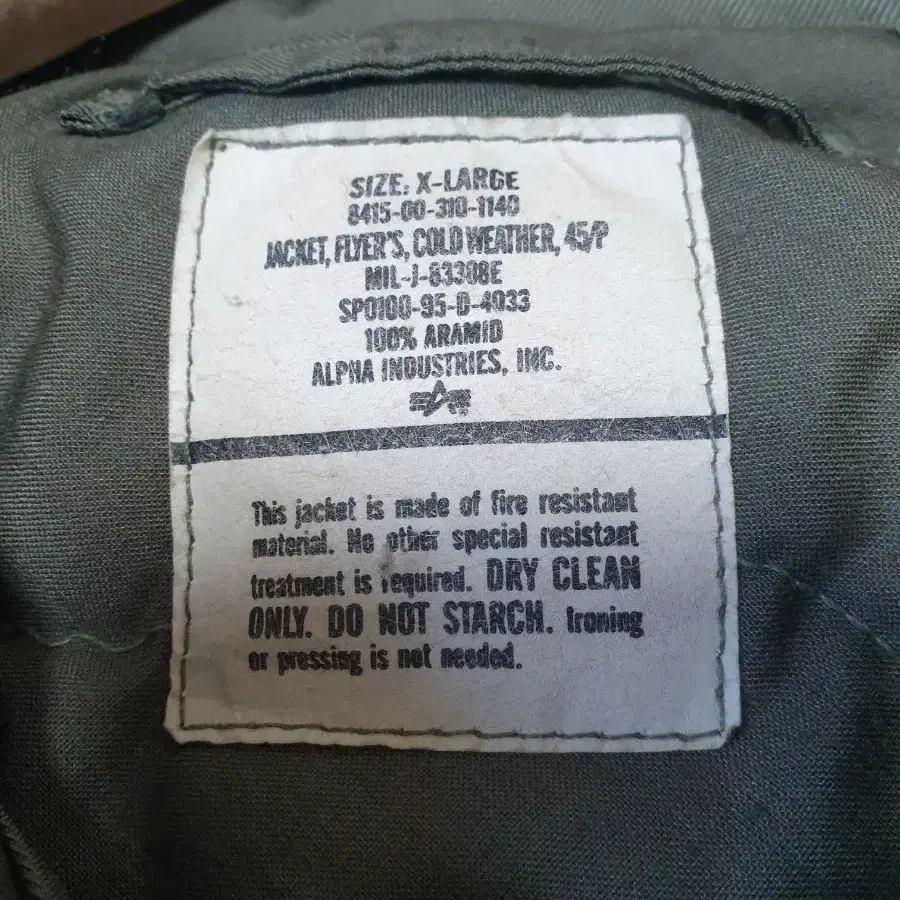 SIZE: X-LARGE
8415-00-310-1140
JACKET, FLYER'S, COLD WEATHER, 45/P
MIL-J-83388E
SPO100-95-D-4033
100% ARAMID
ALPHA INDUSTRIES, INC.
This jacket is made of fire resistant
material. No other special resistant
treatment is required. DRY CLEAN
ONLY. DO NOT STARCH. Ironing
or pressing is not needed.